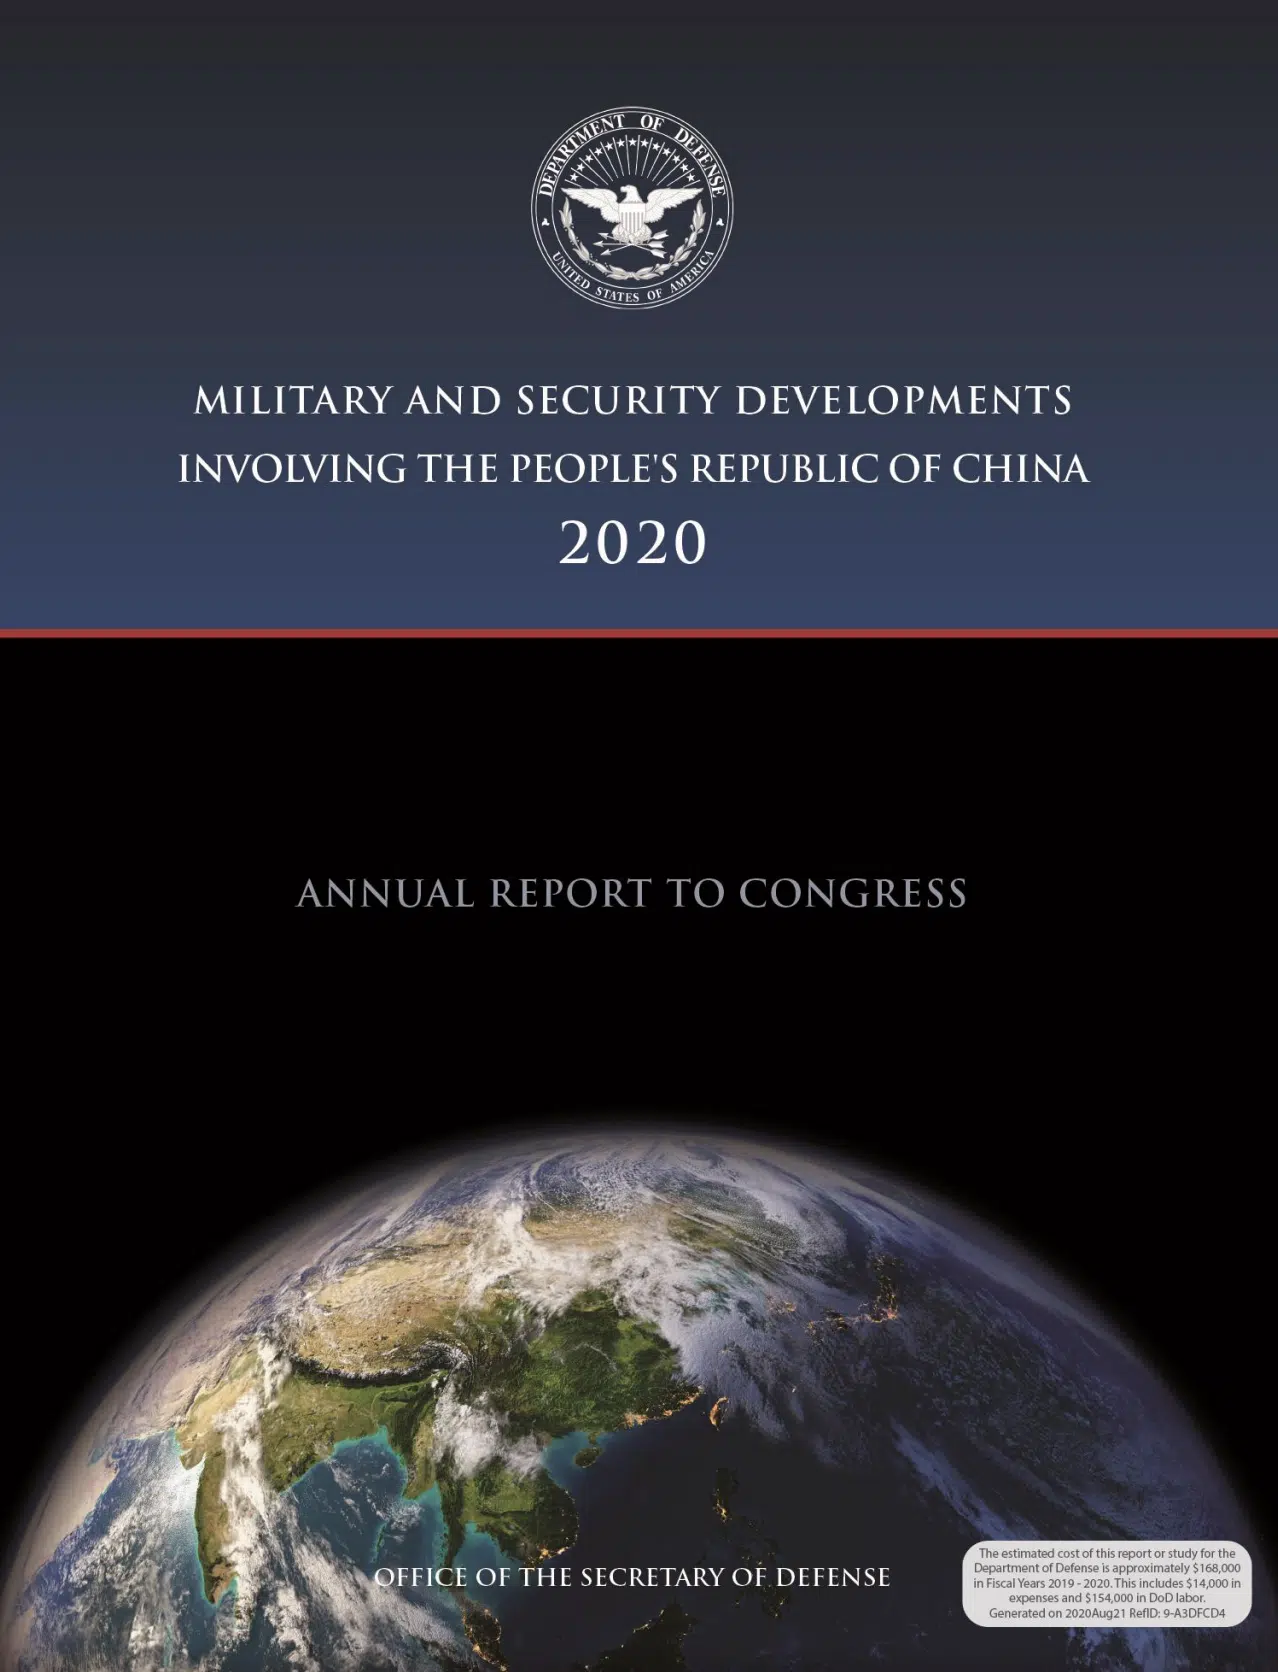 DEPARTMENT OF DEFENSE
UNITED STATES OF AMERICA
MILITARY AND SECURITY DEVELOPMENTS
INVOLVING THE PEOPLE'S REPUBLIC OF CHINA
2020
ANNUAL REPORT TO CONGRESS
OFFICE OF THE SECRETARY OF DEFENSE
The estimated cost of this report or study for the
Department of Defense is approximately $168,000
in Fiscal Years 2019 - 2020. This includes $14,000 in
expenses and $154,000 in DoD labor.
Generated on 2020Aug21 RefID: 9-A3DFCD4